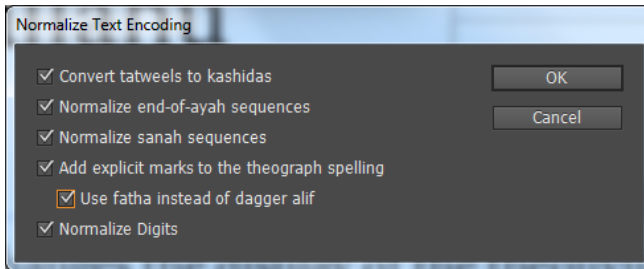 Normalize Text Encoding
Convert tatweels to kashidas
OK
Normalize end-of-ayah sequences
Cancel
Normalize sanah sequences
Add explicit marks to the theograph spelling
Use fatha instead of dagger alif
Normalize Digits